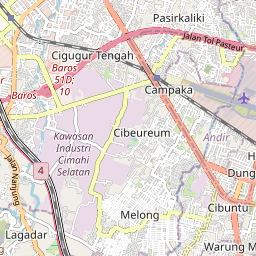 Pasirkaliki
Jalan Tol Pasteur
Cigugur Tengah
Baros
51D;
10
Baros
Campaka
Cibeureum
Andir
Kawasan
Industri
Cimahi
Selatan
4
Dung
Cibuntu
Melong
Lagadar
Warung M